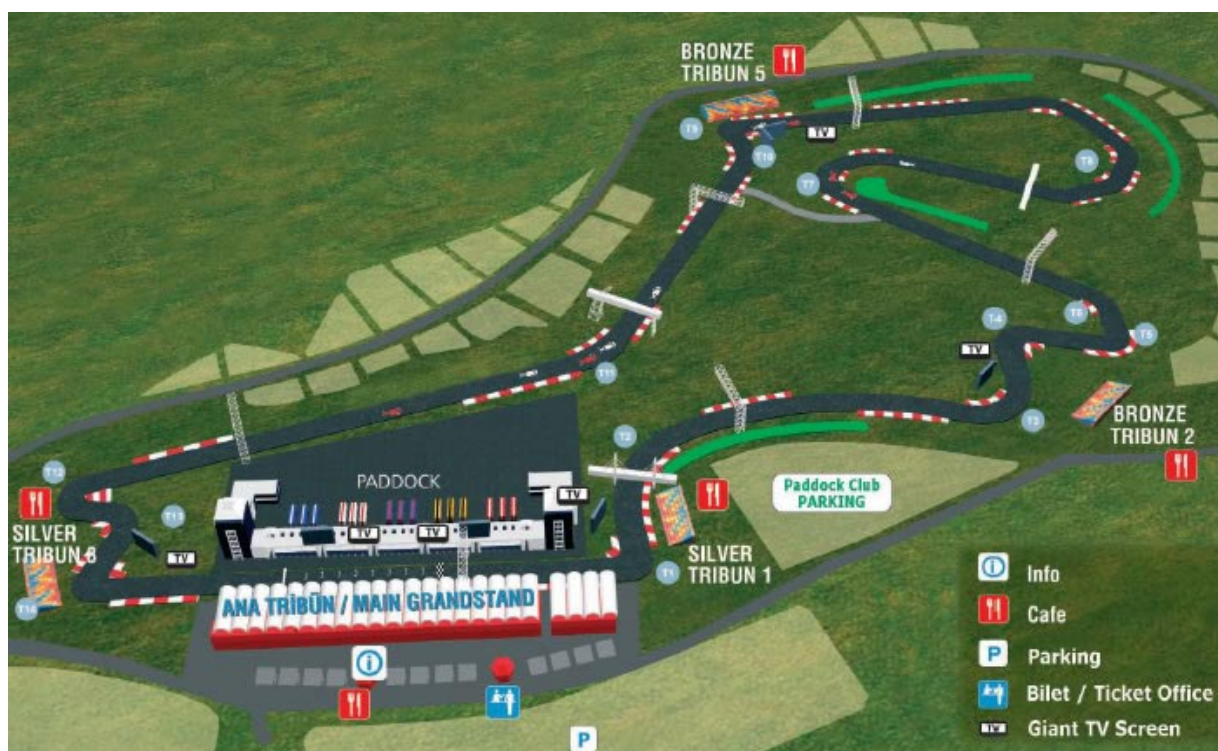 BRONZE
TRIBUN 5
T9
T10
TV
T8
T7
T4
T6
T5
TV
T11
BRONZE
TRIBUN 2
T3
T2
T12
PADDOCK
Paddock Club
PARKING
TV
SILVER
TRIBUN 6
T13
TV
TV
TV
SILVER
TRIBUN 1
T1
T14
ANA TRİBÜN / MAIN GRANDSTAND
i
P
i Info
Cafe
P Parking
Bilet / Ticket Office
TV Giant TV Screen